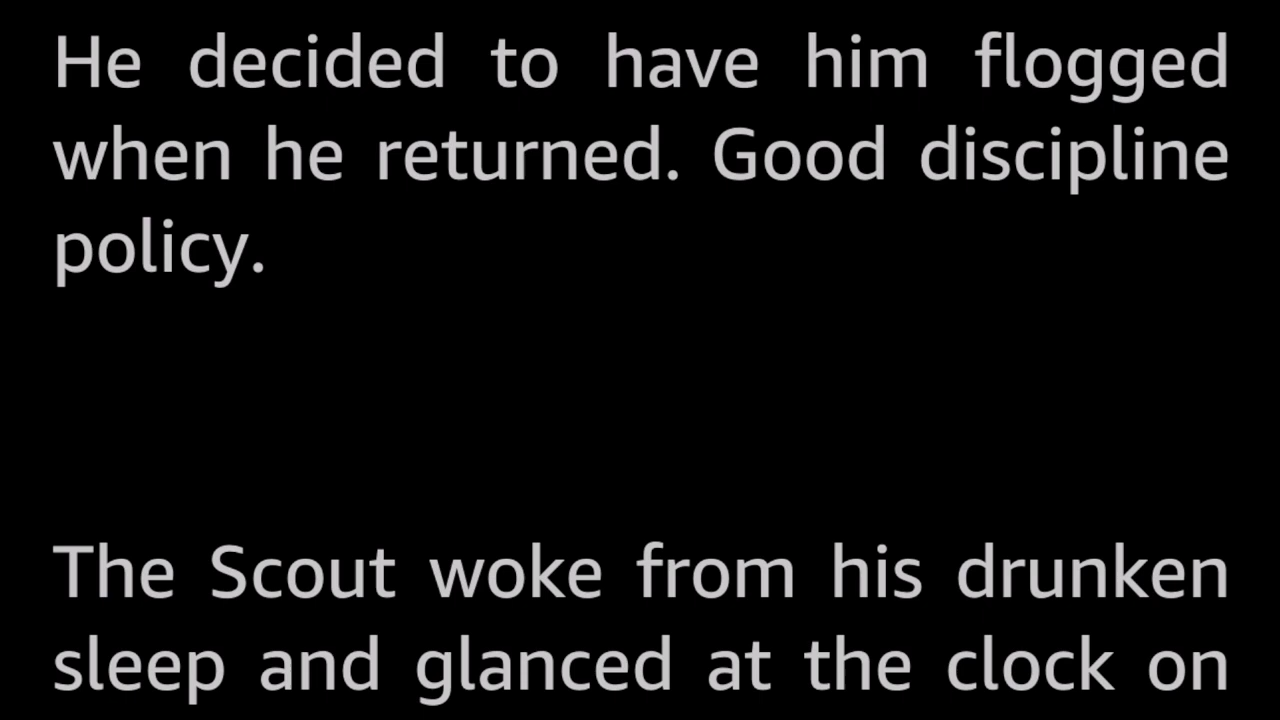 He decided to have him flogged
when he returned. Good discipline
policy.
The Scout woke from his drunken
sleep and glanced at the clock on